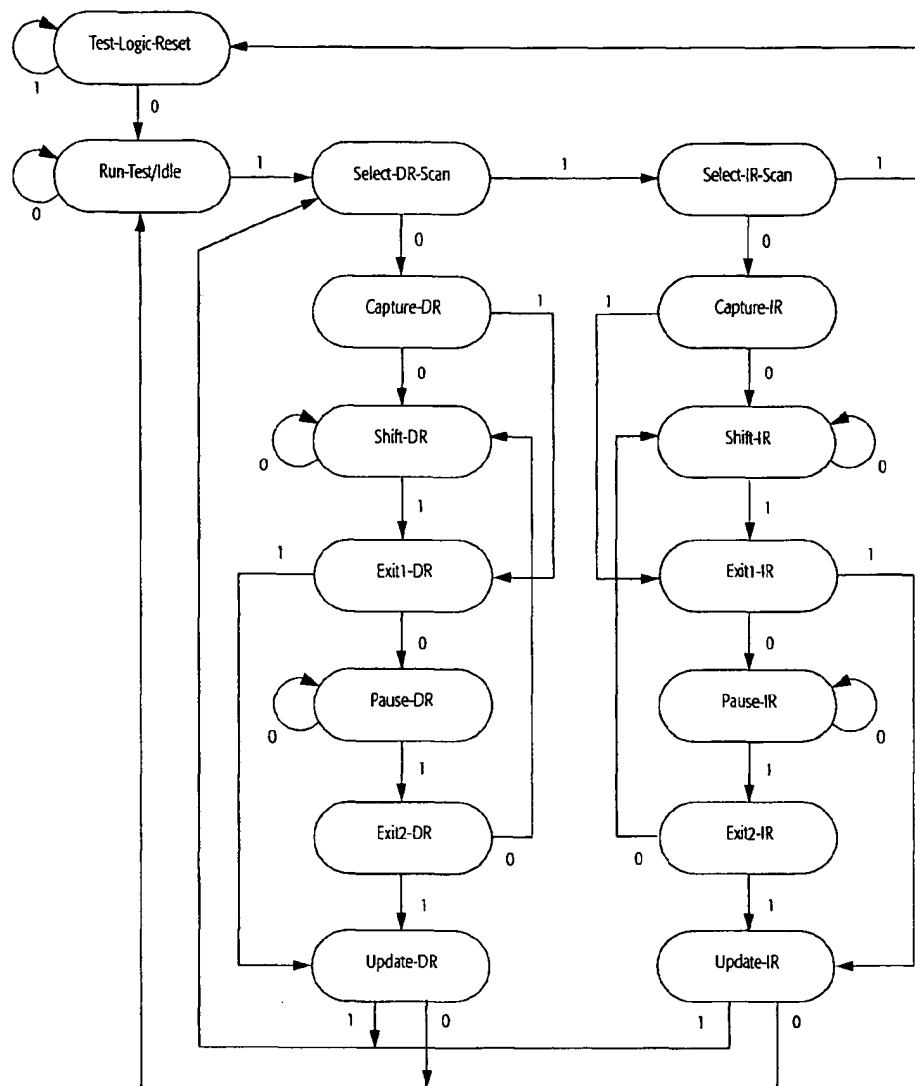 Test-Logic-Reset
1
0
Run-Test/Idle
0
1
Select-DR-Scan
1
Select-IR-Scan
1
0
0
Capture-DR
1
1
Capture-IR
0
0
Shift-DR
0
Shift-IR
0
1
1
1
Exit1-DR
Exit1-IR
1
0
0
Pause-DR
0
Pause-IR
0
1
1
Exit2-DR
0
0
Exit2-IR
1
1
Update-DR
Update-IR
1
0
1
0